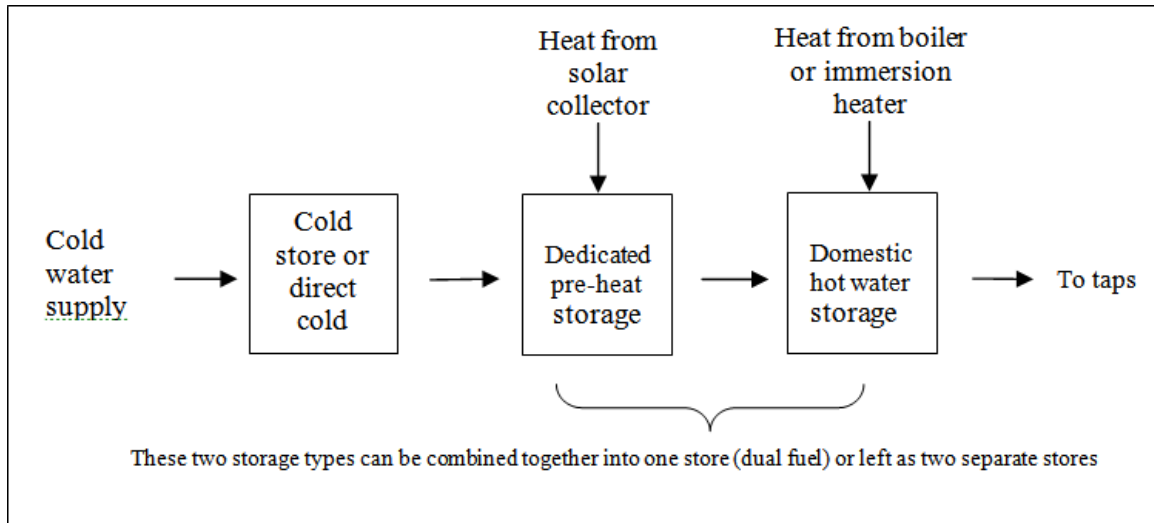 Heat from
solar
collector
Heat from boiler
or immersion
heater
Cold
water
supply
Cold
store or
direct
cold
Dedicated
pre-heat
storage
Domestic
hot water
storage
To taps
These two storage types can be combined together into one store (dual fuel) or left as two separate stores